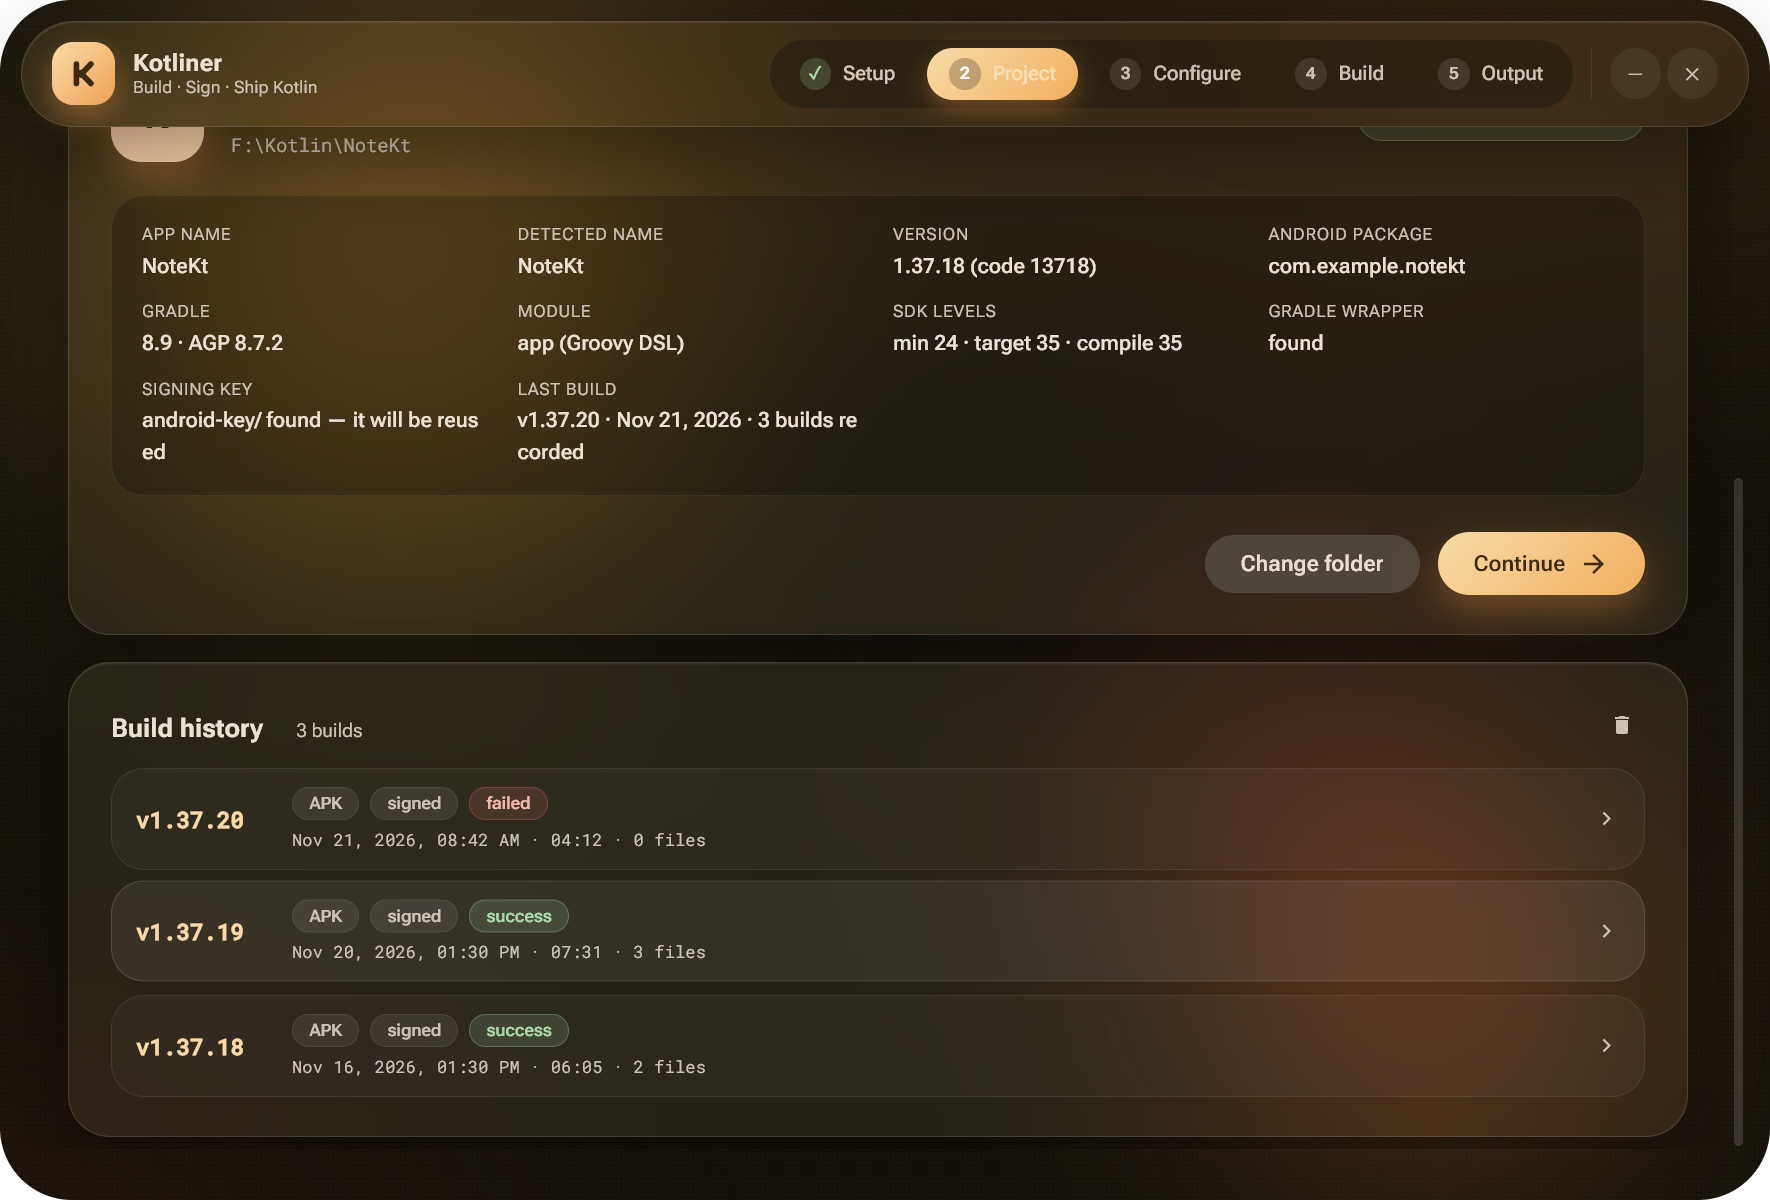 Kotliner
Build · Sign · Ship Kotlin
✓ Setup
2 Project
3 Configure
4 Build
5 Output
F:\Kotlin\NoteKt
APP NAME
NoteKt
DETECTED NAME
NoteKt
VERSION
1.37.18 (code 13718)
ANDROID PACKAGE
com.example.notekt
GRADLE
8.9 · AGP 8.7.2
MODULE
app (Groovy DSL)
SDK LEVELS
min 24 · target 35 · compile 35
GRADLE WRAPPER
found
SIGNING KEY
android-key/ found — it will be reus
ed
LAST BUILD
v1.37.20 · Nov 21, 2026 · 3 builds re
corded
Change folder
Continue →
Build history 3 builds
v1.37.20
APK signed failed
Nov 21, 2026, 08:42 AM · 04:12 · 0 files
v1.37.19
APK signed success
Nov 20, 2026, 01:30 PM · 07:31 · 3 files
v1.37.18
APK signed success
Nov 16, 2026, 01:30 PM · 06:05 · 2 files